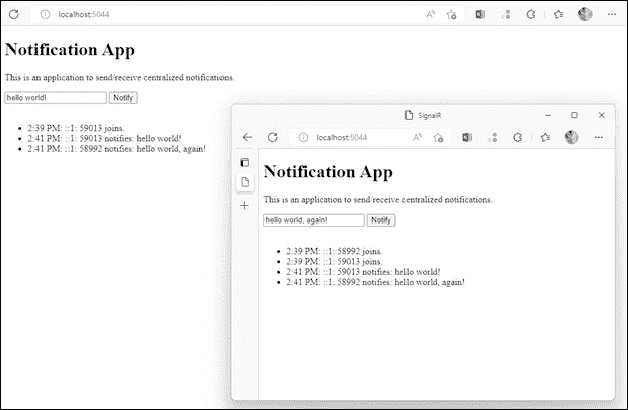 localhost:5044
Notification App
This is an application to send/receive centralized notifications.
hello world!
Notify
2:39 PM: ::1: 59013 joins.
2:41 PM: ::1: 59013 notifies: hello world!
2:41 PM: ::1: 58992 notifies: hello world, again!
SignalR
localhost:5044
Notification App
This is an application to send/receive centralized notifications.
hello world, again!
Notify
2:39 PM: ::1: 58992 joins.
2:39 PM: ::1: 59013 joins.
2:41 PM: ::1: 59013 notifies: hello world!
2:41 PM: ::1: 58992 notifies: hello world, again!